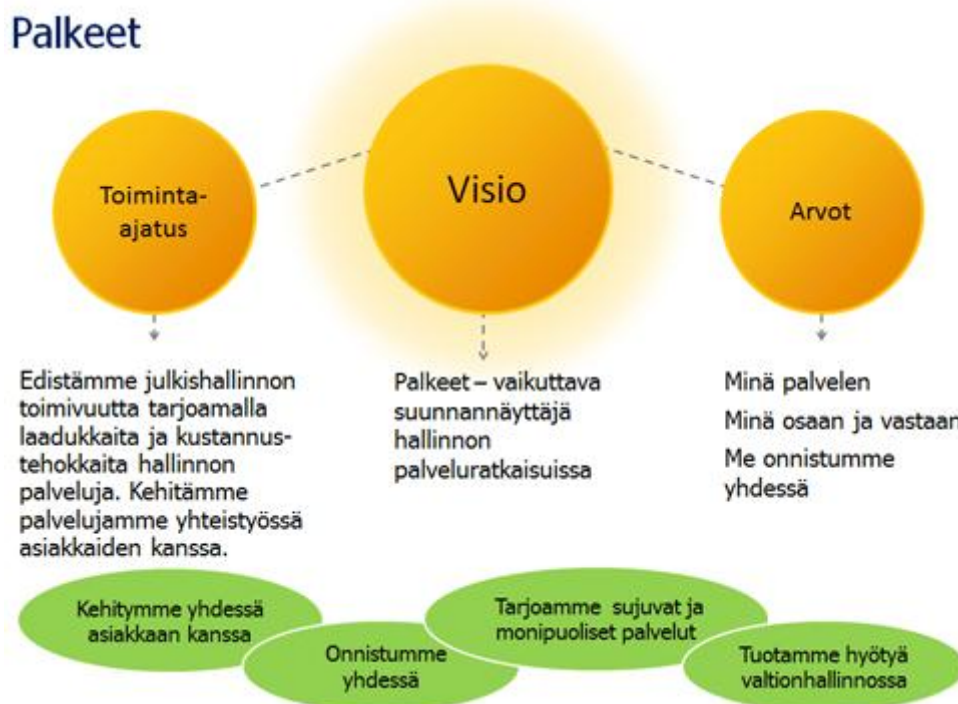 Palkeet
Toiminta-
ajatus
Visio
Arvot
Edistämme julkishallinnon
toimivuutta tarjoamalla
laadukkaita ja kustannus-
tehokkaita hallinnon
palveluja. Kehitämme
palvelujamme yhteistyössä
asiakkaiden kanssa.
Palkeet – vaikuttava
suunnannäyttäjä
hallinnon
palveluratkaisuissa
Minä palvelen
Minä osaan ja vastaan
Me onnistumme
yhdessä
Kehitymme yhdessä
asiakkaan kanssa
Onnistumme
yhdessä
Tarjoamme sujuvat ja
monipuoliset palvelut
Tuotamme hyötyä
valtionhallinnossa